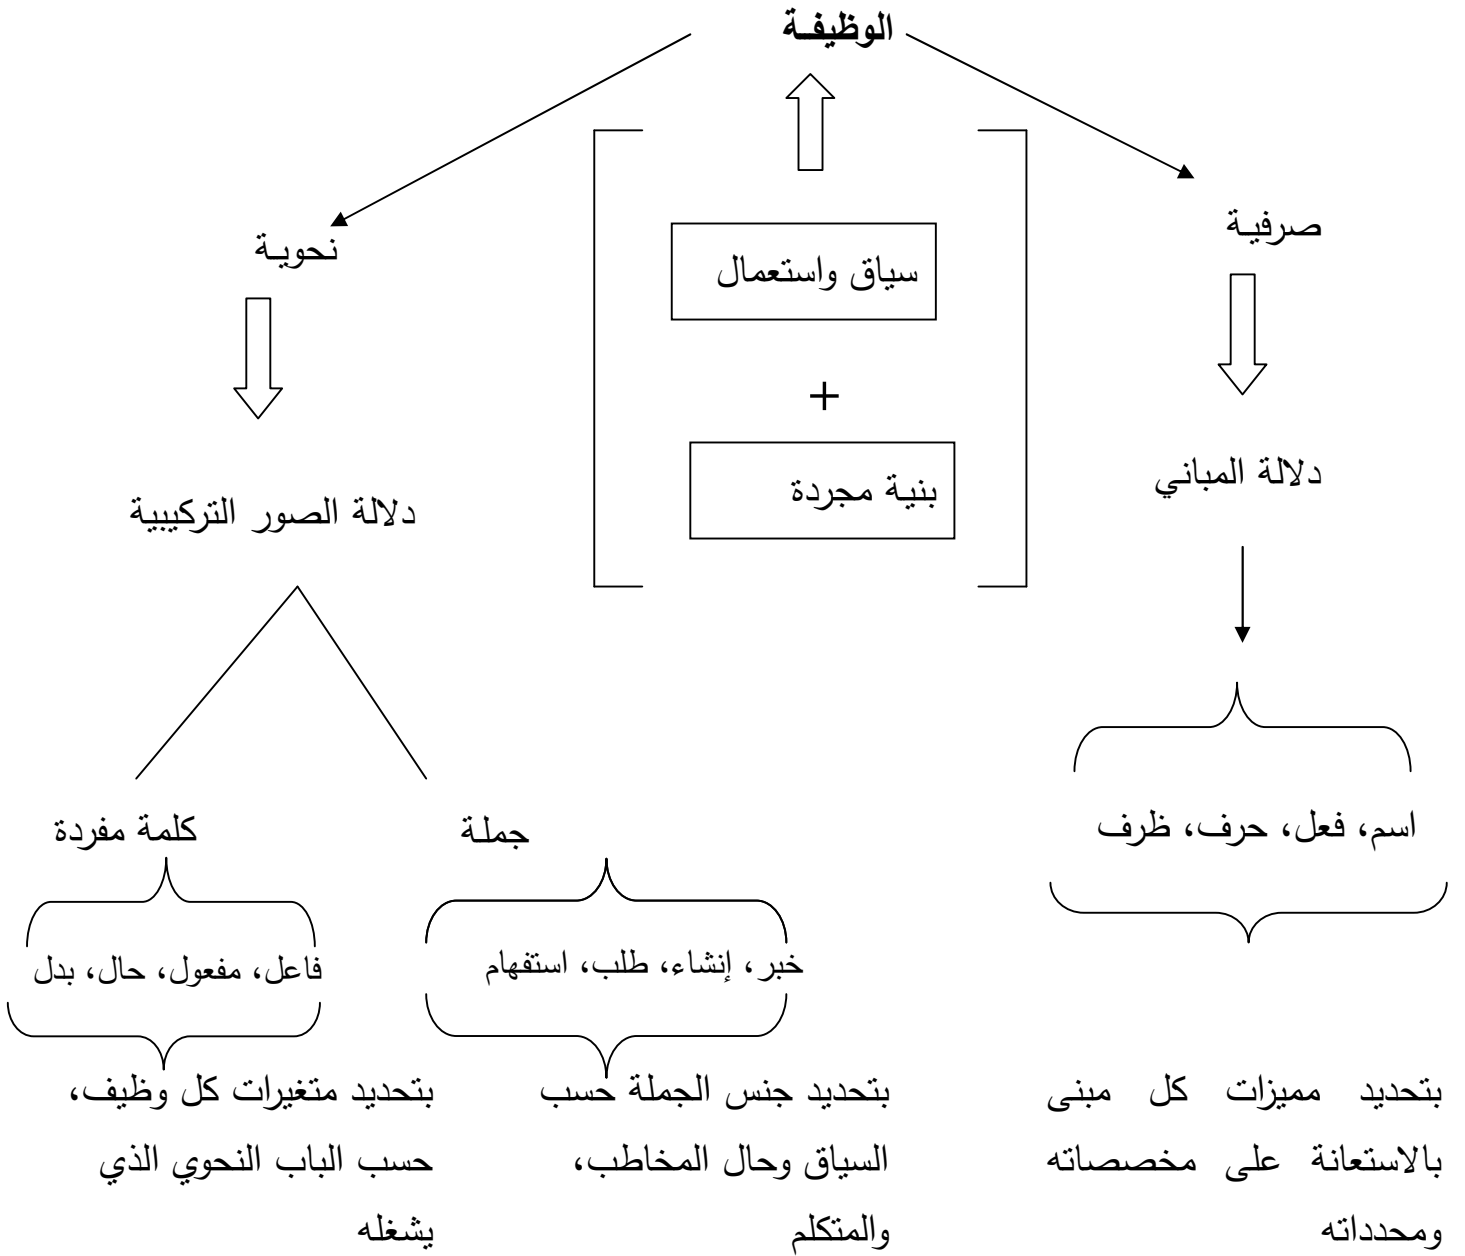 الوظيفـة
صرفيـة
نحويـة
سياق واستعمال
+
بنية مجردة
دلالة المباني
دلالة الصور التركيبية
اسم، فعل، حرف، ظرف
جملـة
كلمة مفردة
خبر، إنشاء، طلب، استفهام
فاعل، مفعول، حال، بدل
بتحديد مميزات كل مبنى
بالاستعانة على مخصصاته
ومحدداته
بتحديد جنس الجملة حسب
السياق وحال المخاطب،
والمتكلم
بتحديد متغيرات كل وظيف،
حسب الباب النحوي الذي
يشغله